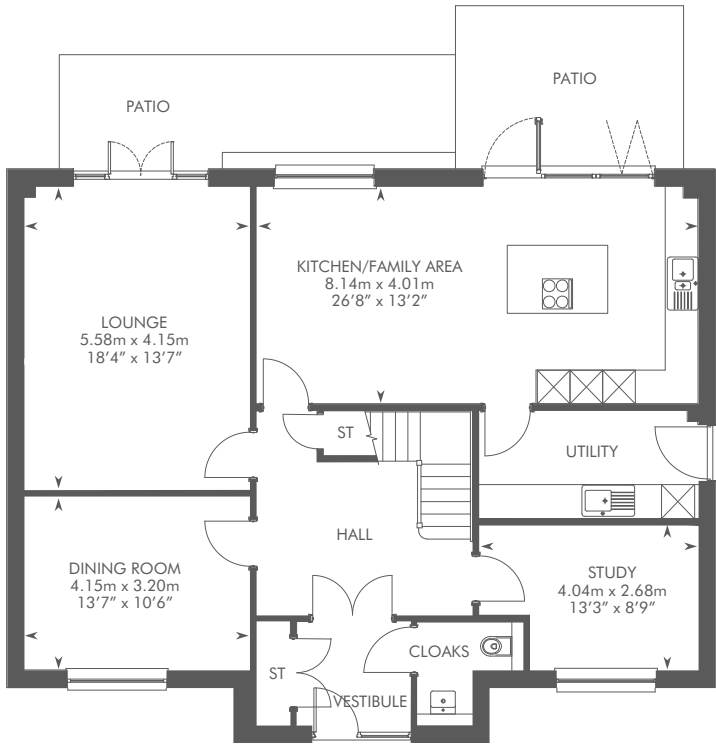 PATIO
PATIO
KITCHEN/FAMILY AREA
8.14m x 4.01m
26’8” x 13’2”
LOUNGE
5.58m x 4.15m
18’4” x 13’7”
ST
UTILITY
HALL
DINING ROOM
4.15m x 3.20m
13’7” x 10’6”
STUDY
4.04m x 2.68m
13’3” x 8’9”
CLOAKS
ST
VESTIBULE